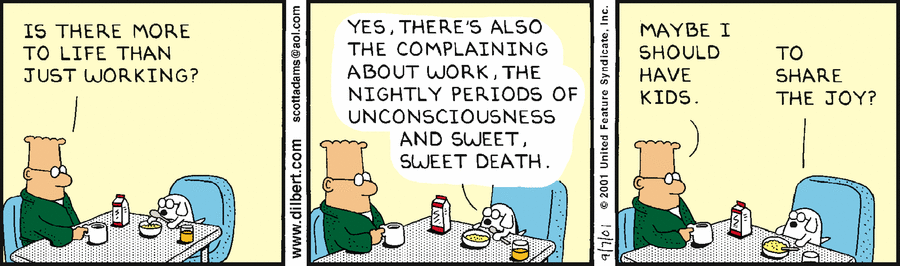 IS THERE MORE
TO LIFE THAN
JUST WORKING?
www.dilbert.com scottadams@aol.com
YES, THERE'S ALSO
THE COMPLAINING
ABOUT WORK, THE
NIGHTLY PERIODS OF
UNCONSCIOUSNESS
AND SWEET,
SWEET DEATH.
9/7/01 © 2001 United Feature Syndicate, Inc.
MAYBE I
SHOULD
HAVE
KIDS.
TO
SHARE
THE JOY?